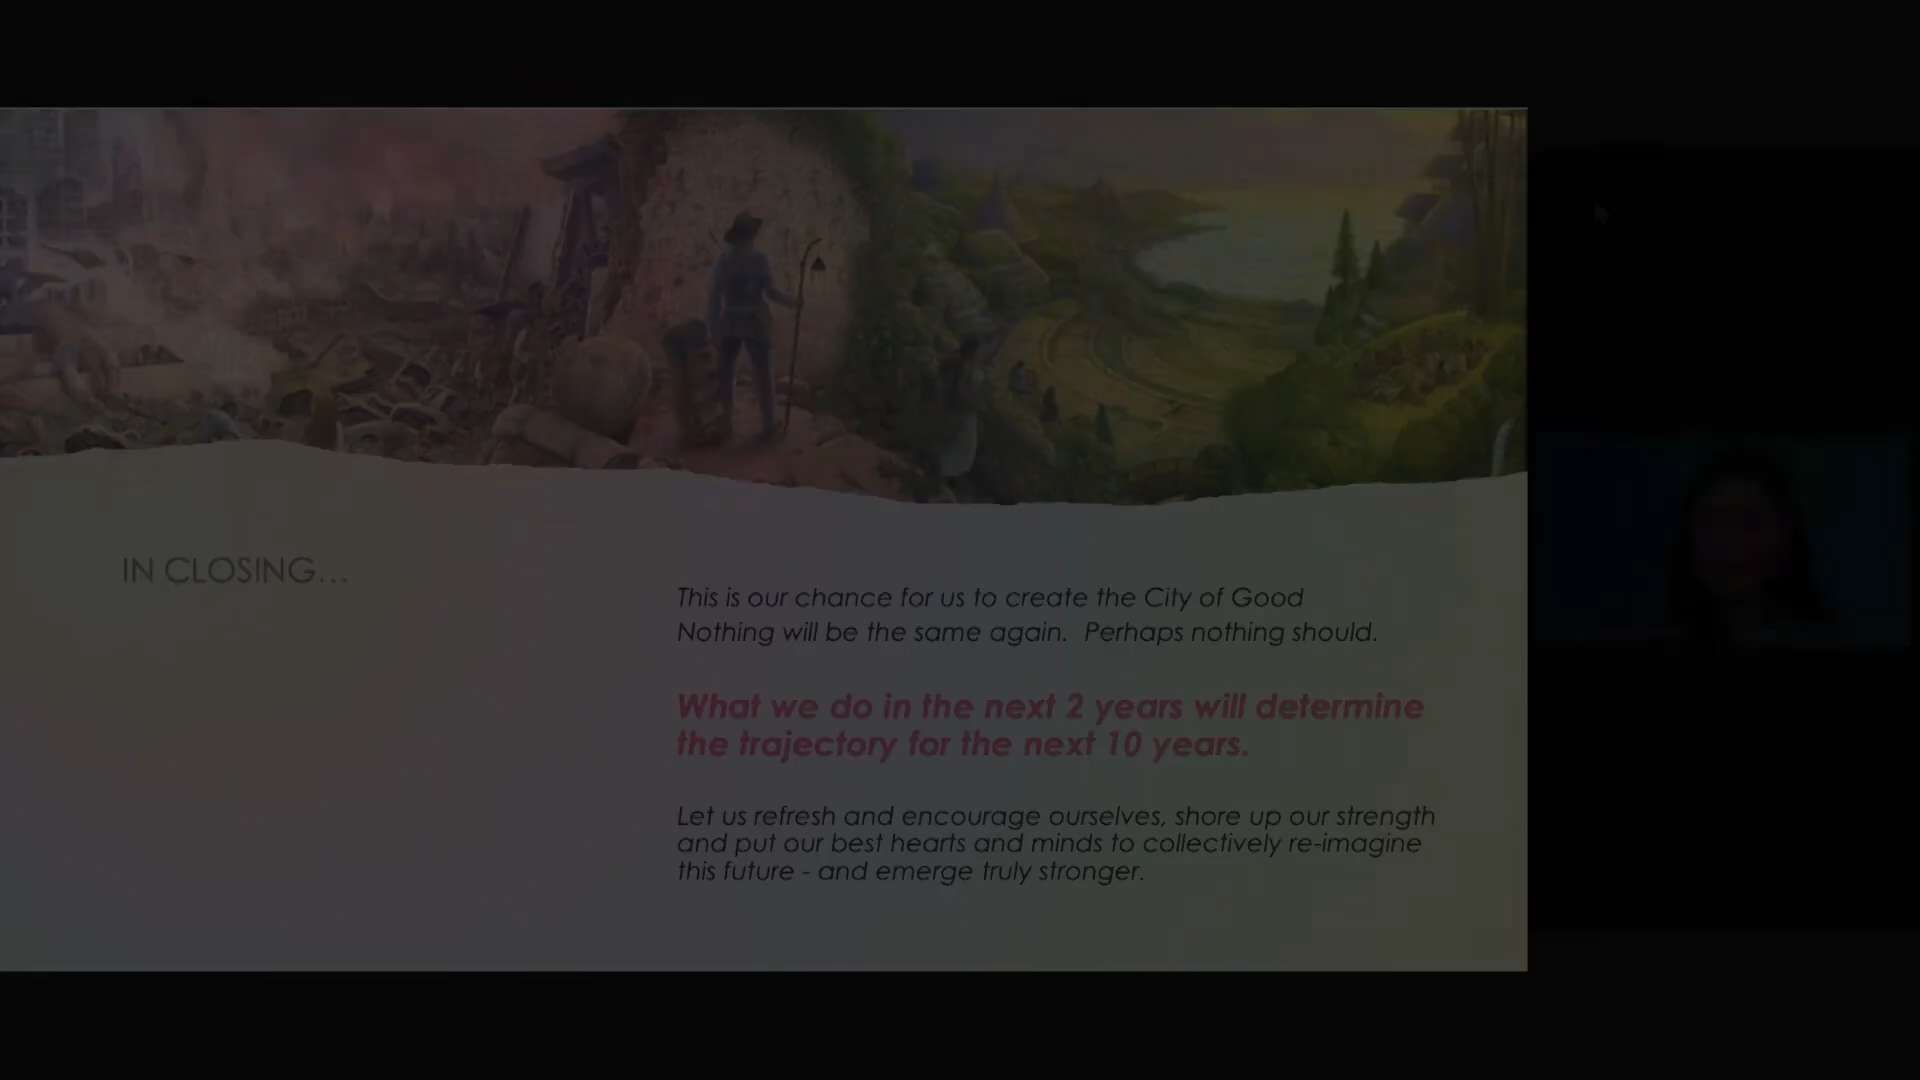 IN CLOSING...
This is our chance for us to create the City of Good
Nothing will be the same again.  Perhaps nothing should.
What we do in the next 2 years will determine
the trajectory for the next 10 years.
Let us refresh and encourage ourselves, shore up our strength
and put our best hearts and minds to collectively re-imagine
this future - and emerge truly stronger.